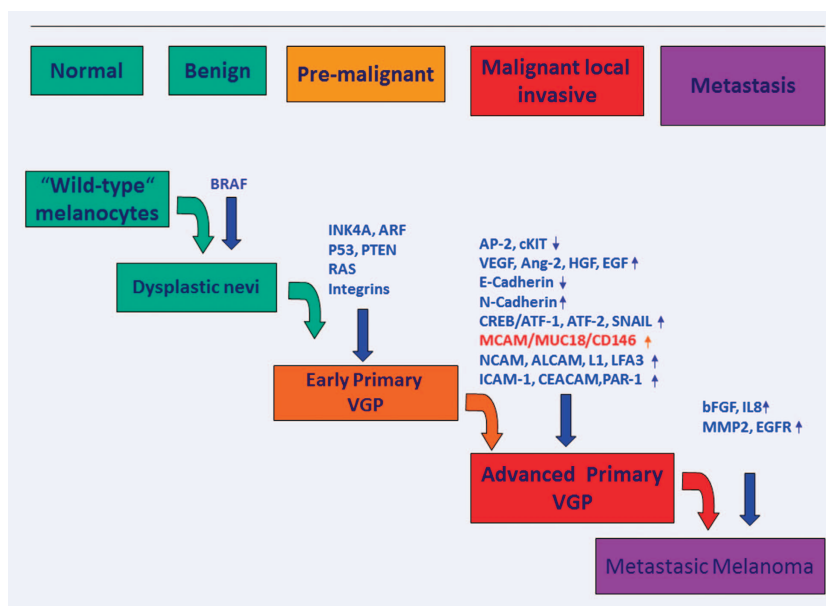 Normal
Benign
Pre-malignant
Malignant local
invasive
Metastasis
“Wild-type“
melanocytes
BRAF
Dysplastic nevi
INK4A, ARF
P53, PTEN
RAS
Integrins
Early Primary
VGP
AP-2, cKIT ↓
VEGF, Ang-2, HGF, EGF ↑
E-Cadherin ↓
N-Cadherin ↑
CREB/ATF-1, ATF-2, SNAIL ↑
MCAM/MUC18/CD146 ↑
NCAM, ALCAM, L1, LFA3 ↑
ICAM-1, CEACAM,PAR-1 ↑
Advanced Primary
VGP
bFGF, IL8↑
MMP2, EGFR ↑
Metastasic Melanoma